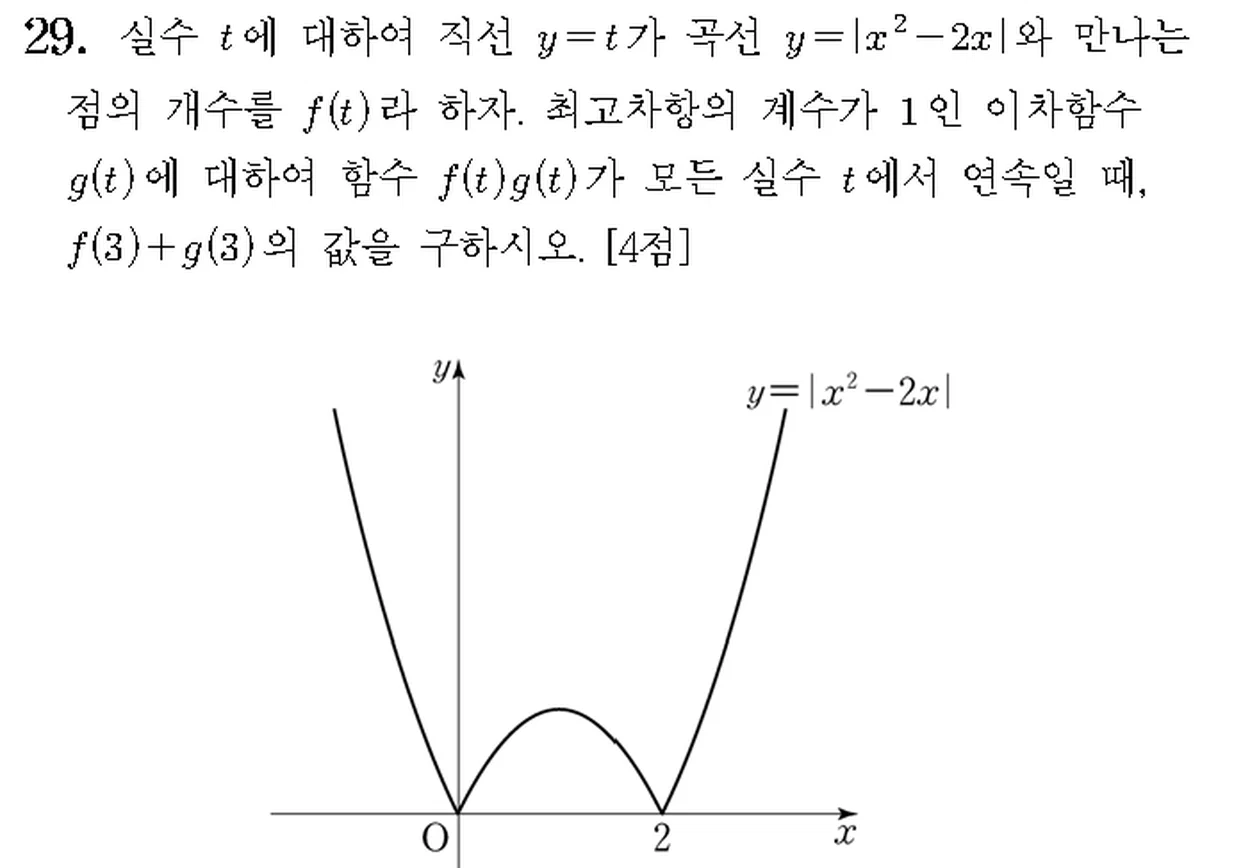 29. 실수 t에 대하여 직선 y=t가 곡선 y=|x²-2x|와 만나는
점의 개수를 f(t)라 하자. 최고차항의 계수가 1인 이차함수
g(t)에 대하여 함수 f(t)g(t)가 모든 실수 t에서 연속일 때,
f(3)+g(3)의 값을 구하시오. [4점]
y
y=|x²-2x|
O
2
x